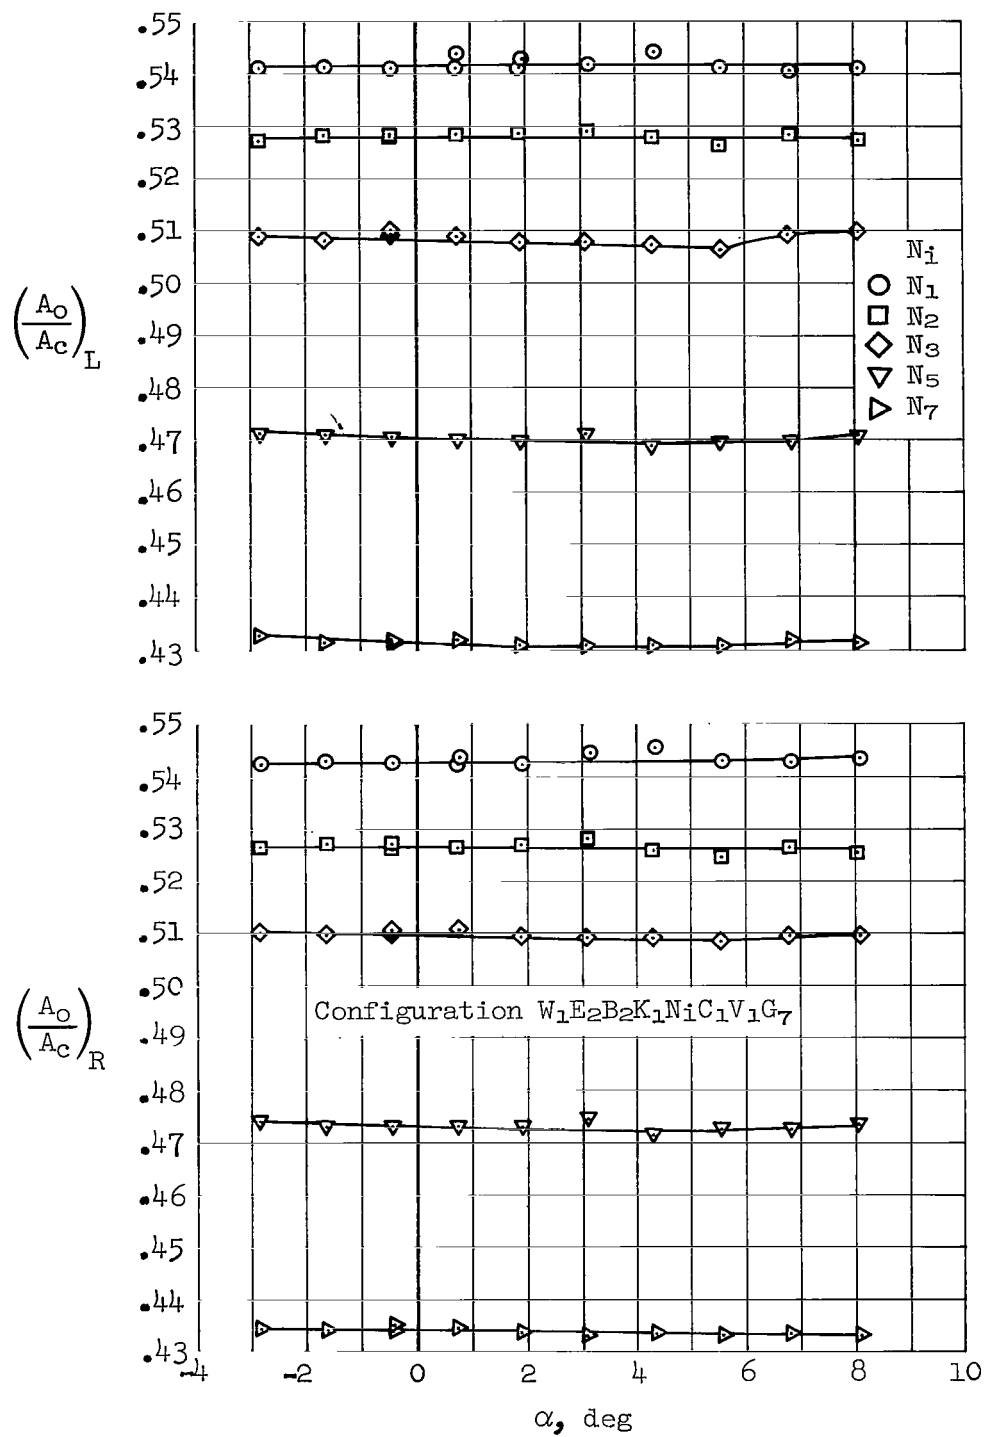 .55
.54
.53
.52
.51
.50
.49
.48
.47
.46
.45
.44
.43
(Ao/Ac)L
Ni
N1
N2
N3
N5
N7
.55
.54
.53
.52
.51
.50
.49
.48
.47
.46
.45
.44
.43
(Ao/Ac)R
Configuration W1E2B2K1NiC1V1G7
-4 -2 0 2 4 6 8 10
α, deg